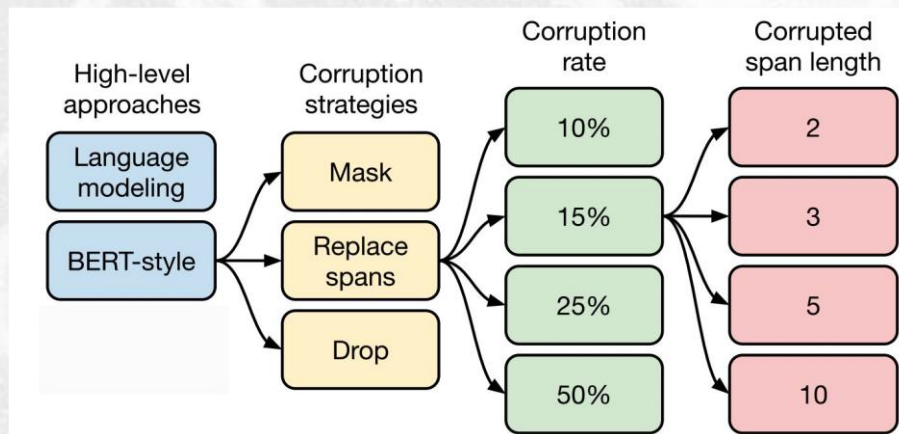 High-level
approaches
Language
modeling
BERT-style
Corruption
strategies
Mask
Replace
spans
Drop
Corruption
rate
10%
15%
25%
50%
Corrupted
span length
2
3
5
10